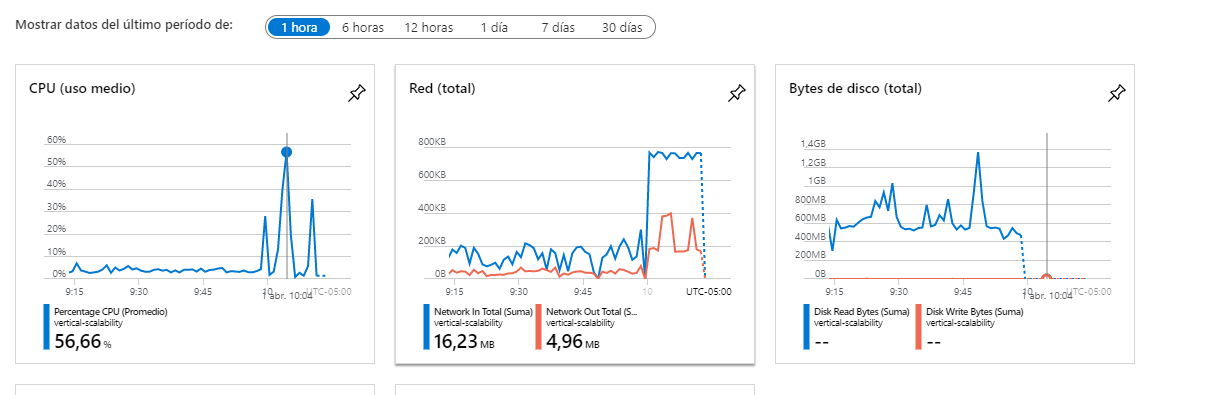 Mostrar datos del último período de:
1 hora 6 horas 12 horas 1 día 7 días 30 días
CPU (uso medio)
60%
50%
40%
30%
20%
10%
0%
9:15 9:30 9:45 10 UTC-05:00
1 abr. 10:04
Percentage CPU (Promedio)
vertical-scalability
56,66 %
Red (total)
800KB
600KB
400KB
200KB
0B
9:15 9:30 9:45 10 UTC-05:00
Network In Total (Suma)
vertical-scalability
16,23 MB
Network Out Total (S...
vertical-scalability
4,96 MB
Bytes de disco (total)
1,4GB
1,2GB
1GB
800MB
600MB
400MB
200MB
0B
9:15 9:30 9:45 10 UTC-05:00
1 abr. 10:04
Disk Read Bytes (Suma)
vertical-scalability
--
Disk Write Bytes (Suma)
vertical-scalability
--